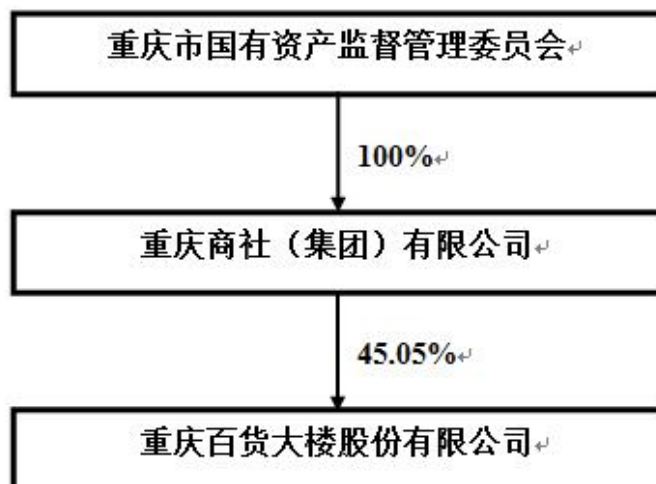 重庆市国有资产监督管理委员会
100%
重庆商社（集团）有限公司
45.05%
重庆百货大楼股份有限公司